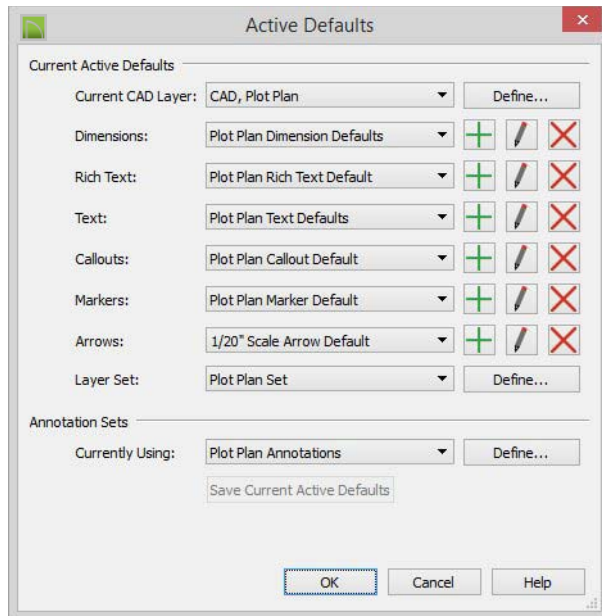 Active Defaults
Current Active Defaults
Current CAD Layer: CAD, Plot Plan Define...
Dimensions: Plot Plan Dimension Defaults
Rich Text: Plot Plan Rich Text Default
Text: Plot Plan Text Defaults
Callouts: Plot Plan Callout Default
Markers: Plot Plan Marker Default
Arrows: 1/20" Scale Arrow Default
Layer Set: Plot Plan Set Define...
Annotation Sets
Currently Using: Plot Plan Annotations Define...
Save Current Active Defaults
OK Cancel Help